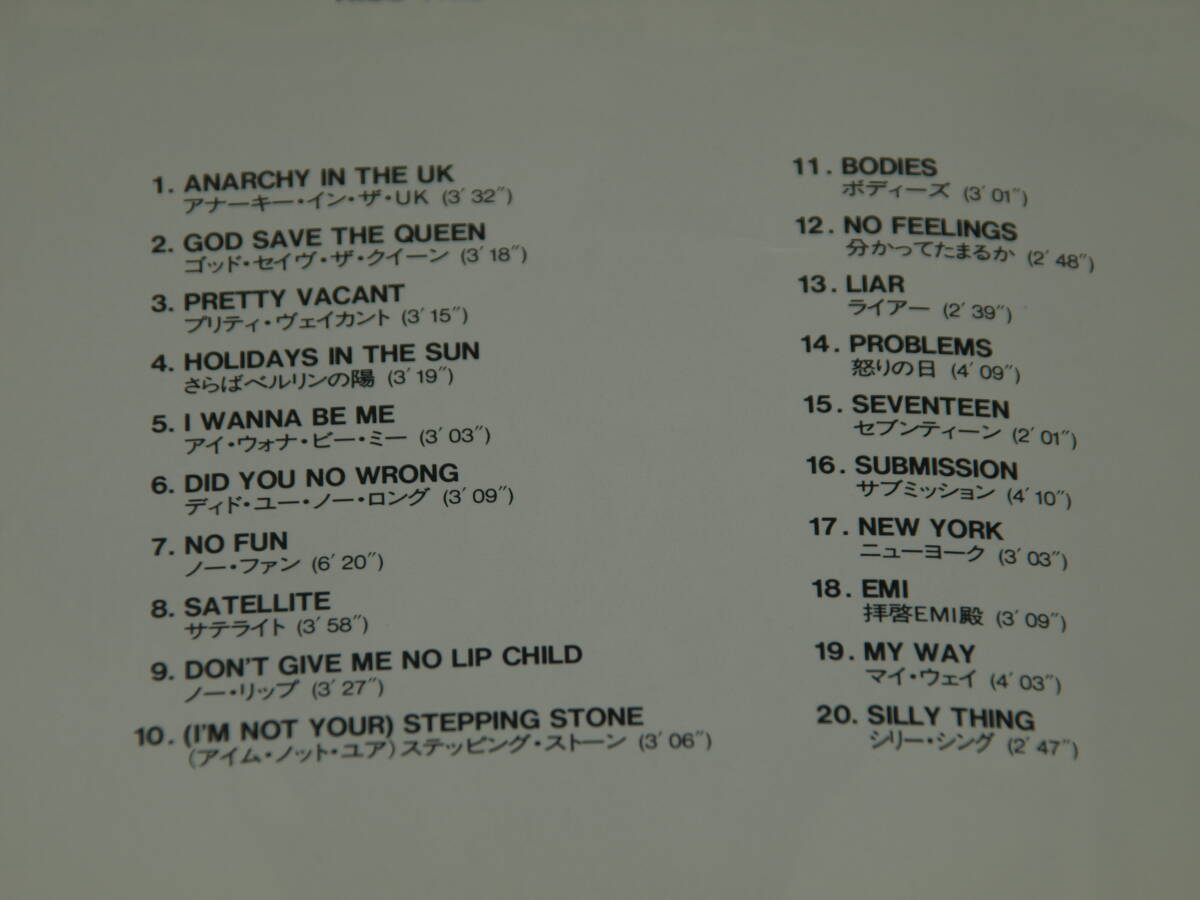 1. ANARCHY IN THE UK
アナーキー・イン・ザ・UK (3′32″)
2. GOD SAVE THE QUEEN
ゴッド・セイヴ・ザ・クイーン (3′18″)
3. PRETTY VACANT
プリティ・ヴェイカント (3′15″)
4. HOLIDAYS IN THE SUN
さらばベルリンの陽 (3′19″)
5. I WANNA BE ME
アイ・ウォナ・ビー・ミー (3′03″)
6. DID YOU NO WRONG
ディド・ユー・ノー・ロング (3′09″)
7. NO FUN
ノー・ファン (6′20″)
8. SATELLITE
サテライト (3′58″)
9. DON'T GIVE ME NO LIP CHILD
ノー・リップ (3′27″)
10. (I'M NOT YOUR) STEPPING STONE
(アイム・ノット・ユア)ステッピング・ストーン (3′06″)
11. BODIES
ボディーズ (3′01″)
12. NO FEELINGS
分かってたまるか (2′48″)
13. LIAR
ライアー (2′39″)
14. PROBLEMS
怒りの日 (4′09″)
15. SEVENTEEN
セブンティーン (2′01″)
16. SUBMISSION
サブミッション (4′10″)
17. NEW YORK
ニューヨーク (3′03″)
18. EMI
拝啓EMI殿 (3′09″)
19. MY WAY
マイ・ウェイ (4′03″)
20. SILLY THING
シリー・シング (2′47″)